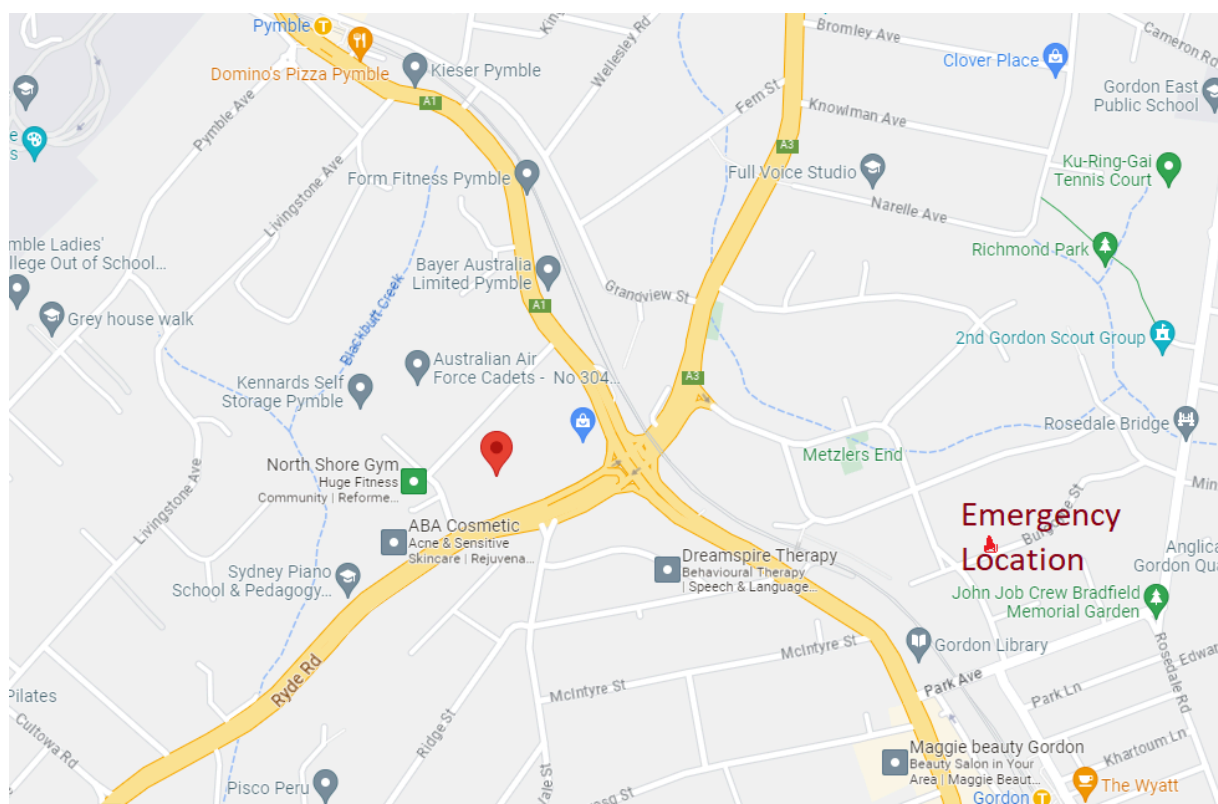 Pymble
T
Domino's Pizza Pymble
Kieser Pymble
Wellesley Rd
Bromley Ave
Clover Place
Cameron
Gordon East
Public School
Fern St
Knowlman Ave
A1
A3
Pymble Ave
Livingstone Ave
Form Fitness Pymble
Full Voice Studio
Ku-Ring-Gai
Tennis Court
Narelle Ave
Richmond Park
mble Ladies'
llege Out of School...
Bayer Australia
Limited Pymble
Grandview St
A1
Grey house walk
Blackbutt Creek
2nd Gordon Scout Group
Australian Air
Force Cadets - No 304...
A3
Kennards Self
Storage Pymble
Rosedale Bridge
Metzlers End
North Shore Gym
Huge Fitness
Community | Reforme...
Livingstone Ave
Min
Emergency
Location
ABA Cosmetic
Acne & Sensitive
Skincare | Rejuvena...
Anglica
Gordon Qu
Dreamspire Therapy
Behavioural Therapy
| Speech & Language...
Sydney Piano
School & Pedagogy...
John Job Crew Bradfield
Memorial Garden
Gordon Library
McIntyre St
Rosedale Rd
Edwar
Ryde Rd
McIntyre St
Park Ave
Park Ln
Pilates
Cultowa Rd
Ridge St
Vale St
Khartoum Ln
Maggie beauty Gordon
Beauty Salon in Your
Area | Maggie Beaut...
Pisco Peru
The Wyatt
Gordon
T